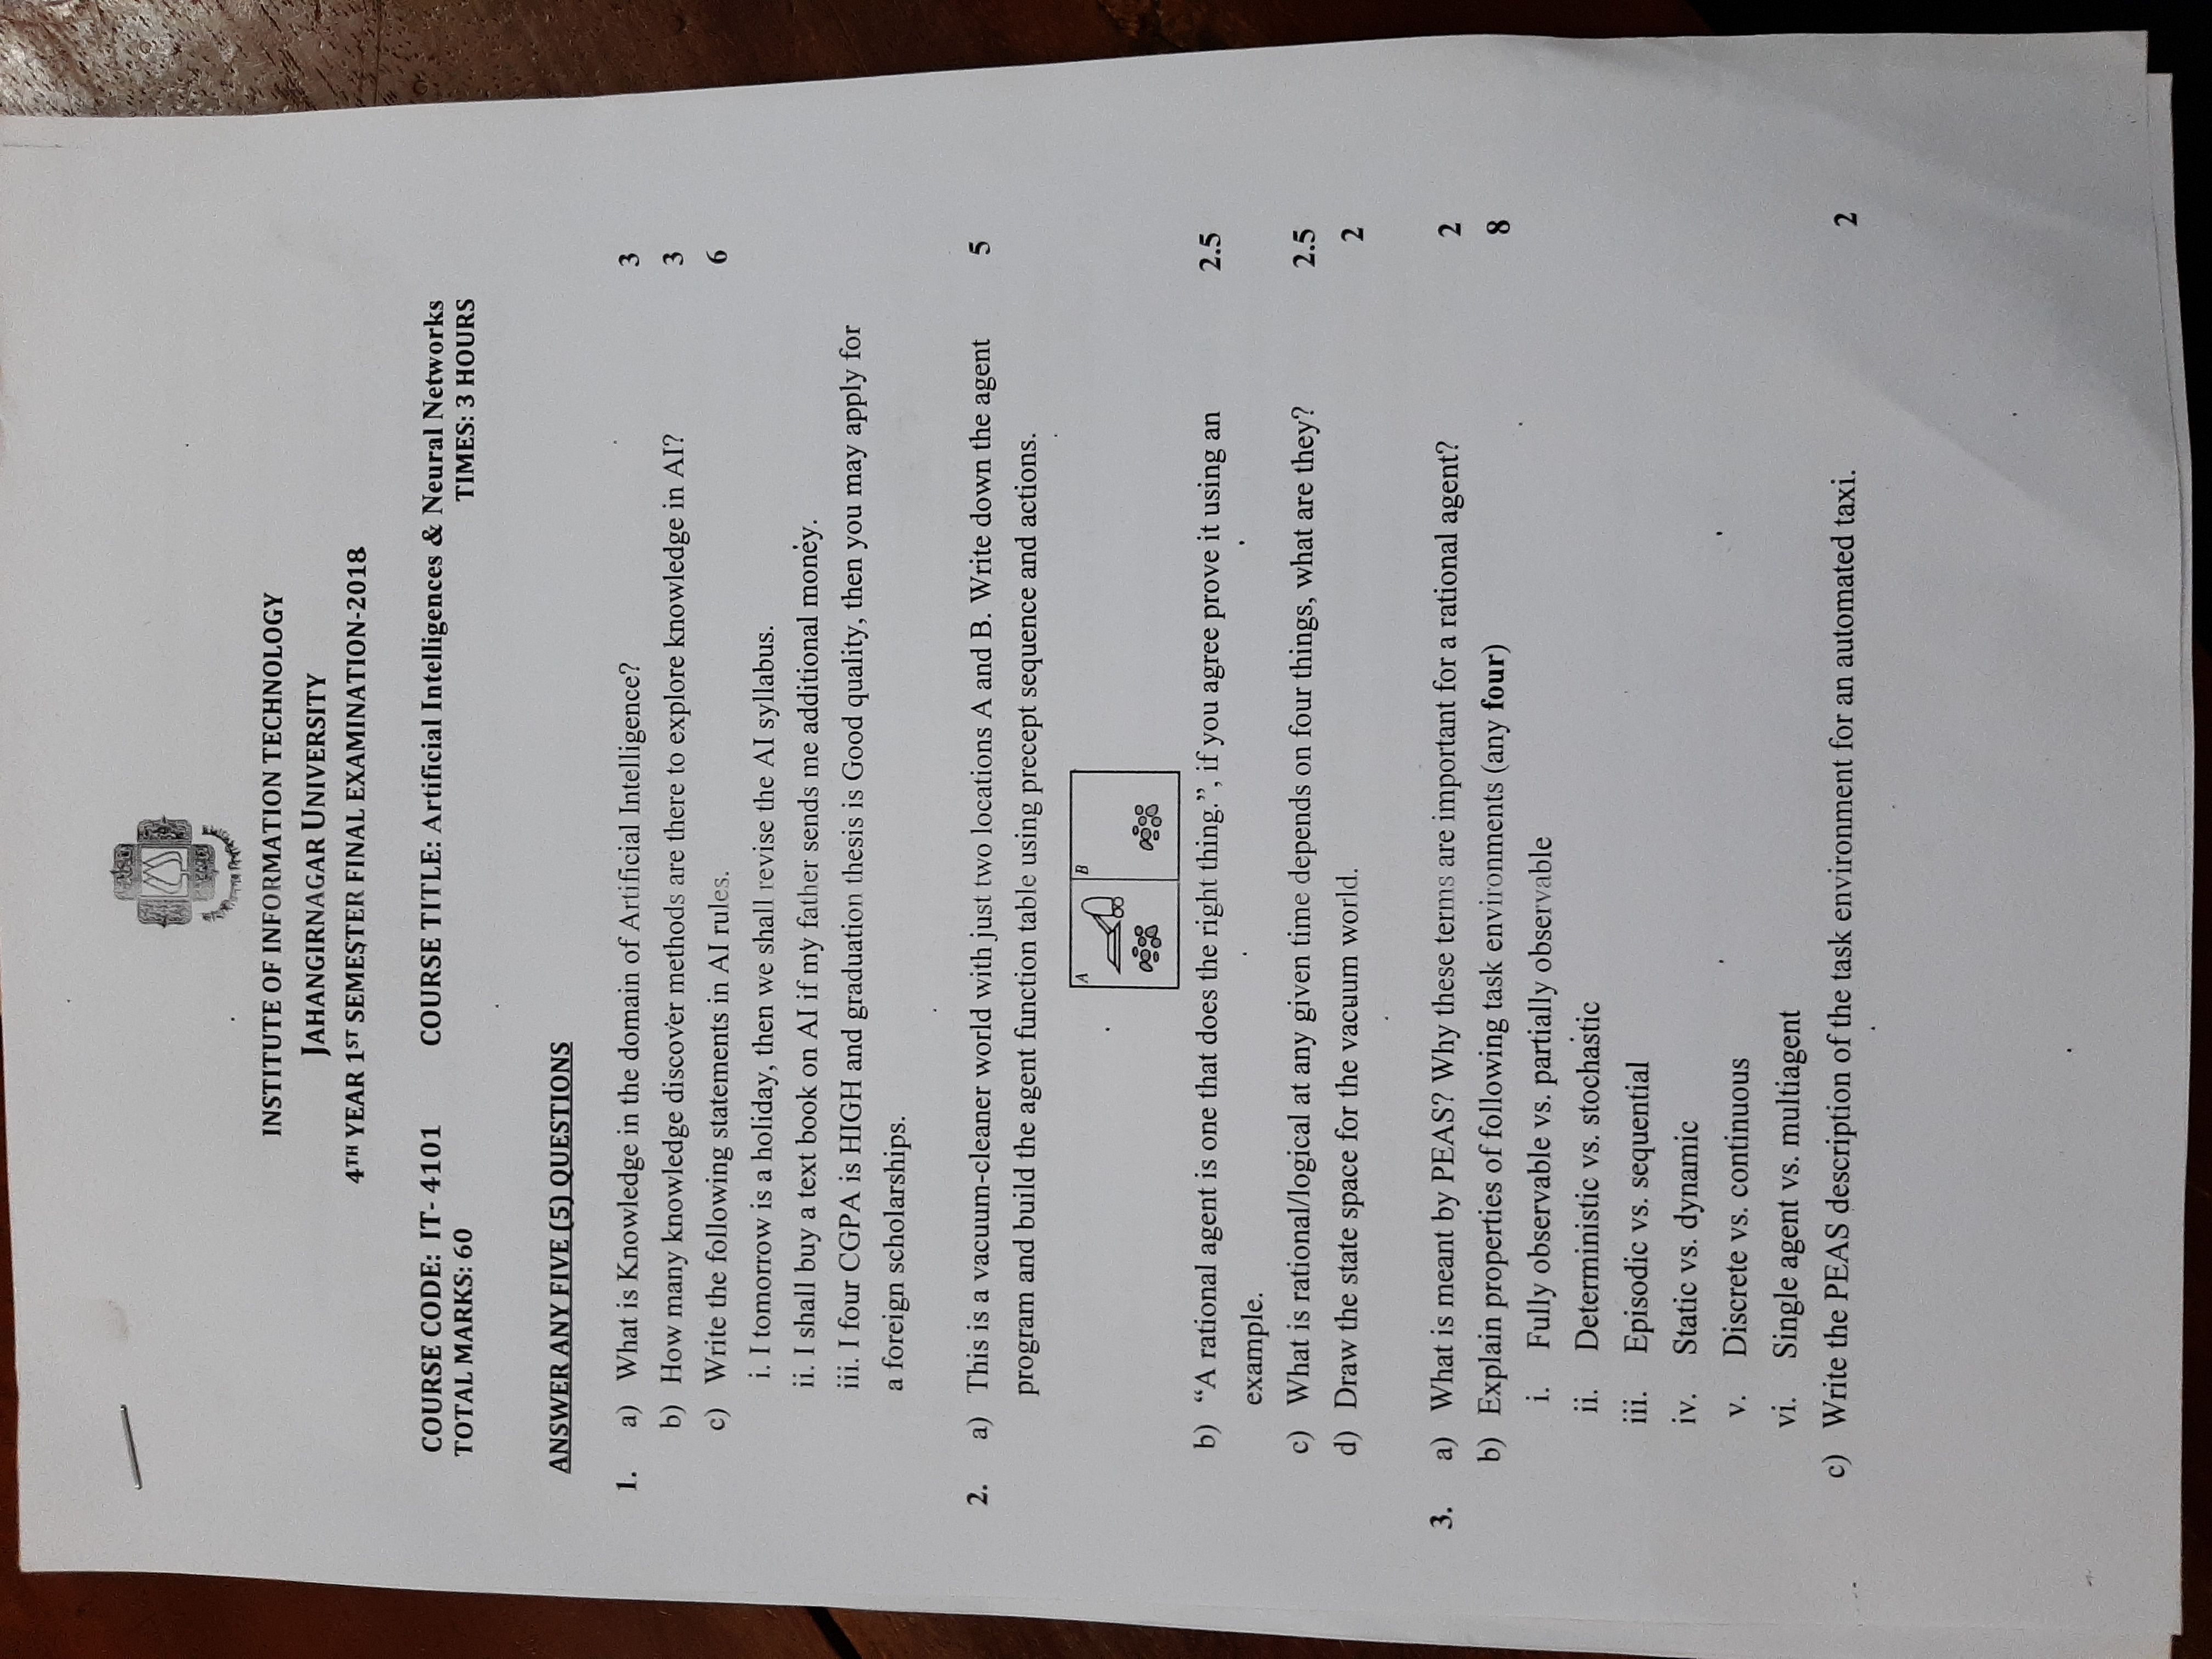 INSTITUTE OF INFORMATION TECHNOLOGY
JAHANGIRNAGAR UNIVERSITY
4TH YEAR 1ST SEMESTER FINAL EXAMINATION-2018
COURSE CODE: IT- 4101 COURSE TITLE: Artificial Intelligences & Neural Networks
TOTAL MARKS: 60 TIMES: 3 HOURS
ANSWER ANY FIVE (5) QUESTIONS
1. a) What is Knowledge in the domain of Artificial Intelligence? 3
b) How many knowledge discover methods are there to explore knowledge in AI? 3
c) Write the following statements in AI rules. 6
i. I tomorrow is a holiday, then we shall revise the AI syllabus.
ii. I shall buy a text book on AI if my father sends me additional money.
iii. I four CGPA is HIGH and graduation thesis is Good quality, then you may apply for
a foreign scholarships.
2. a) This is a vacuum-cleaner world with just two locations A and B. Write down the agent 5
program and build the agent function table using precept sequence and actions.
A B
b) “A rational agent is one that does the right thing.”, if you agree prove it using an 2.5
example.
c) What is rational/logical at any given time depends on four things, what are they? 2.5
d) Draw the state space for the vacuum world. 2
3. a) What is meant by PEAS? Why these terms are important for a rational agent? 2
b) Explain properties of following task environments (any four) 8
i. Fully observable vs. partially observable
ii. Deterministic vs. stochastic
iii. Episodic vs. sequential
iv. Static vs. dynamic
v. Discrete vs. continuous
vi. Single agent vs. multiagent
c) Write the PEAS description of the task environment for an automated taxi. 2